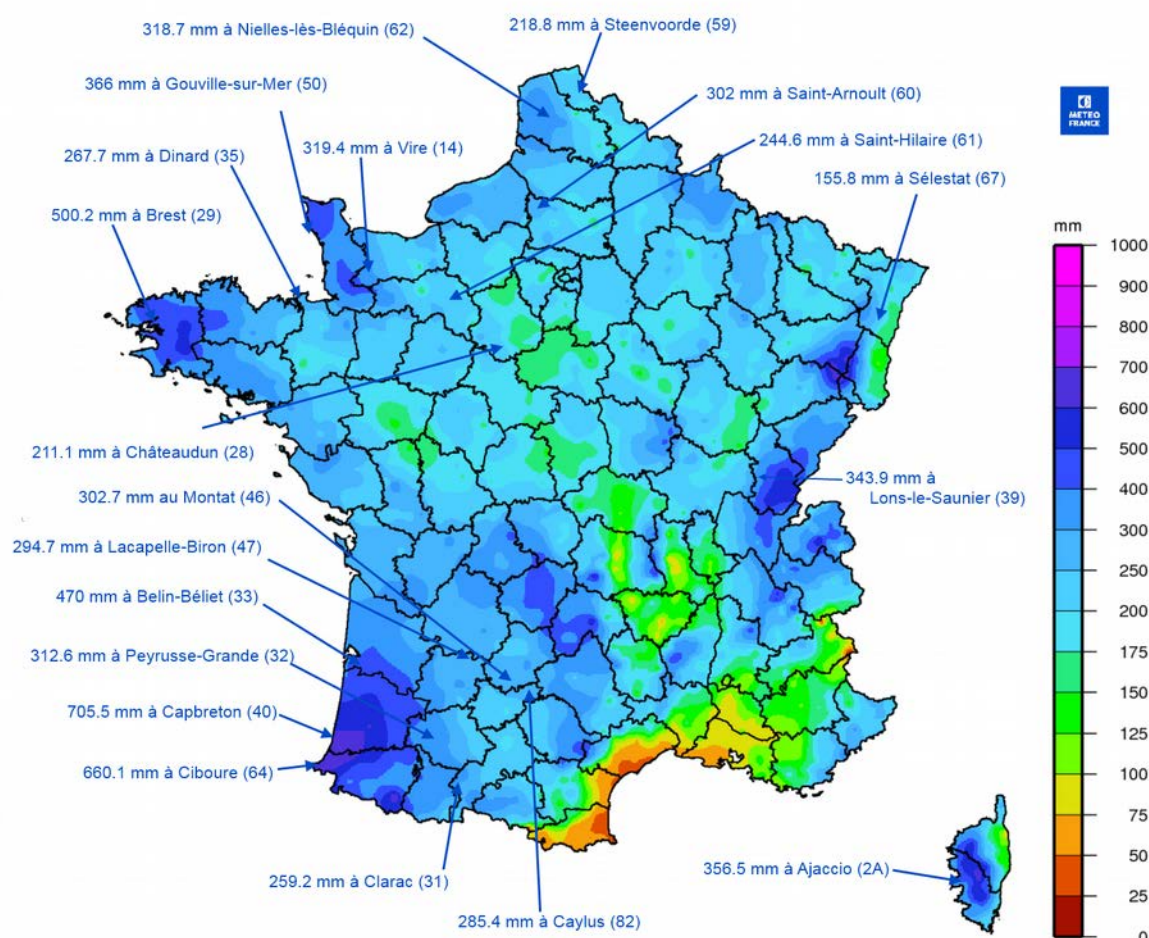 318.7 mm à Nielles-lès-Bléquin (62)
218.8 mm à Steenvoorde (59)
366 mm à Gouville-sur-Mer (50)
302 mm à Saint-Arnoult (60)
METEO
FRANCE
319.4 mm à Vire (14)
244.6 mm à Saint-Hilaire (61)
267.7 mm à Dinard (35)
155.8 mm à Sélestat (67)
500.2 mm à Brest (29)
mm
1000
900
800
700
600
500
400
300
250
200
175
150
125
100
75
50
25
0
211.1 mm à Châteaudun (28)
302.7 mm au Montat (46)
343.9 mm à
Lons-le-Saunier (39)
294.7 mm à Lacapelle-Biron (47)
470 mm à Belin-Béliet (33)
312.6 mm à Peyrusse-Grande (32)
705.5 mm à Capbreton (40)
660.1 mm à Ciboure (64)
259.2 mm à Clarac (31)
356.5 mm à Ajaccio (2A)
285.4 mm à Caylus (82)